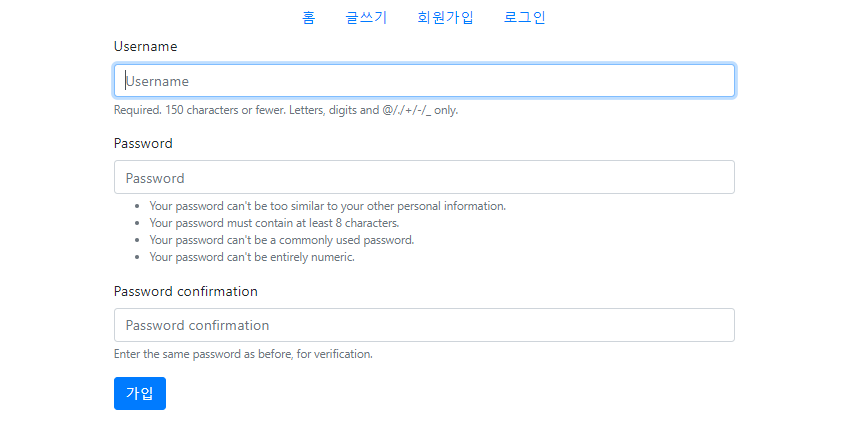 홈 글쓰기 회원가입 로그인
Username
Username
Required. 150 characters or fewer. Letters, digits and @/./+/-/_ only.
Password
Password
Your password can't be too similar to your other personal information.
Your password must contain at least 8 characters.
Your password can't be a commonly used password.
Your password can't be entirely numeric.
Password confirmation
Password confirmation
Enter the same password as before, for verification.
가입